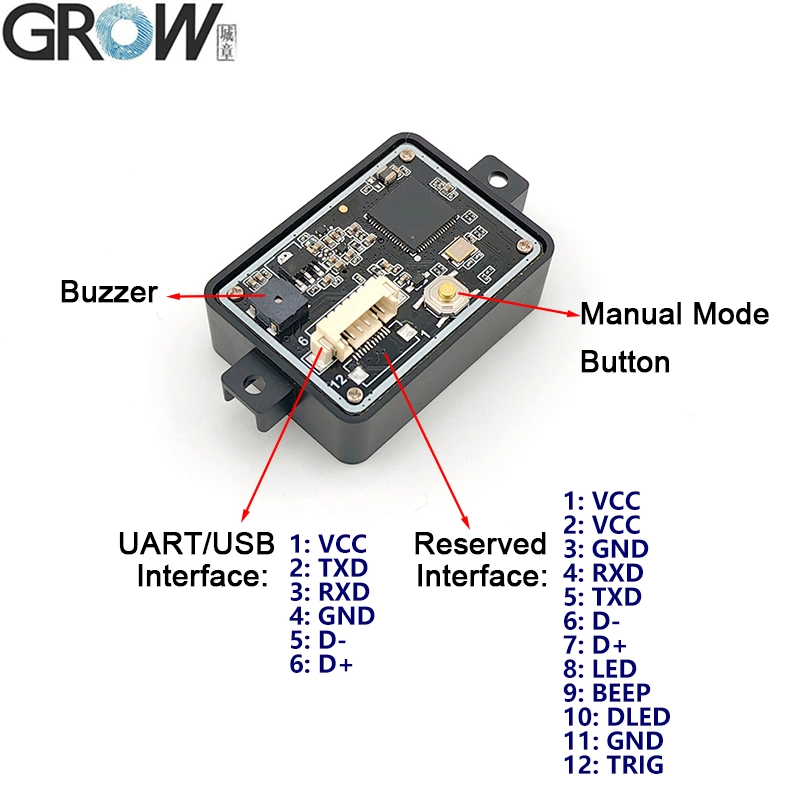 GROW
城章
Buzzer
Manual Mode
Button
6
1
12
UART/USB
Interface:
1: VCC
2: TXD
3: RXD
4: GND
5: D-
6: D+
Reserved
Interface:
1: VCC
2: VCC
3: GND
4: RXD
5: TXD
6: D-
7: D+
8: LED
9: BEEP
10: DLED
11: GND
12: TRIG